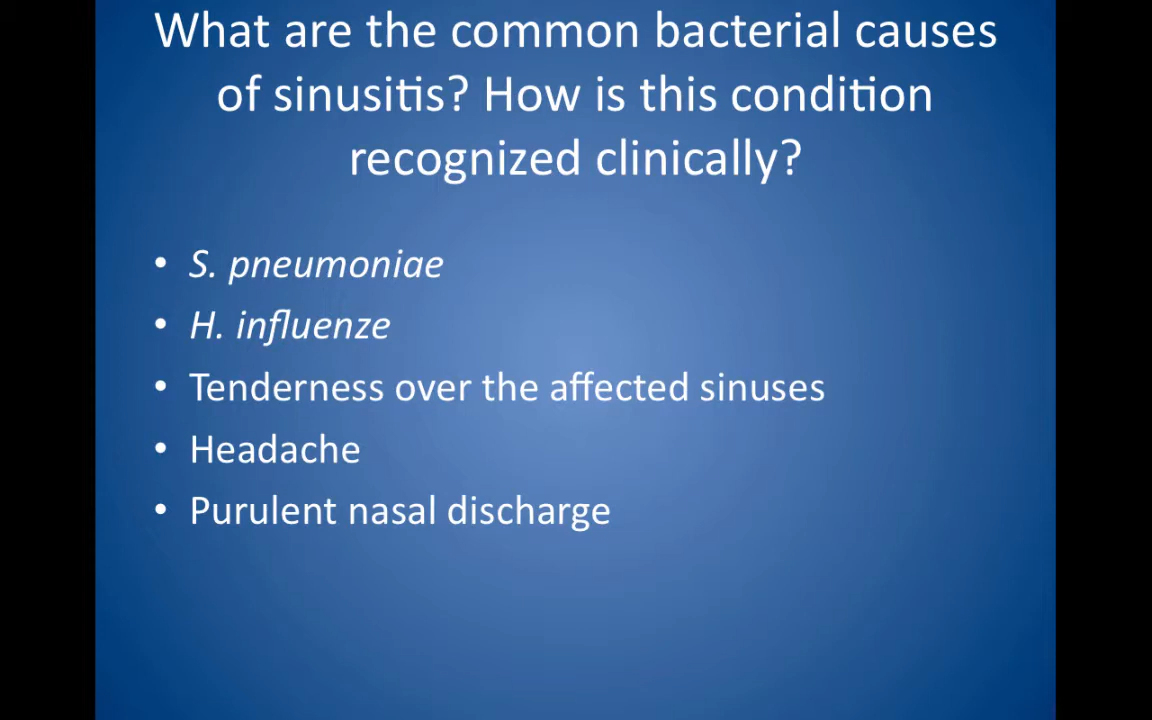 What are the common bacterial causes
of sinusitis? How is this condition
recognized clinically?
• S. pneumoniae
• H. influenze
• Tenderness over the affected sinuses
• Headache
• Purulent nasal discharge